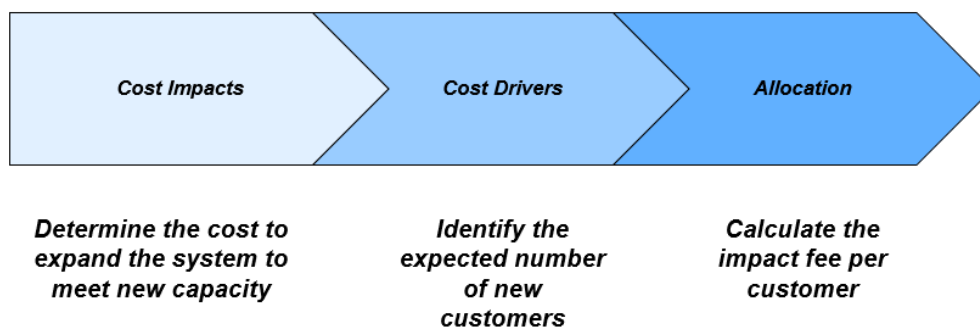 Cost Impacts
Cost Drivers
Allocation
Determine the cost to
expand the system to
meet new capacity
Identify the
expected number
of new
customers
Calculate the
impact fee per
customer